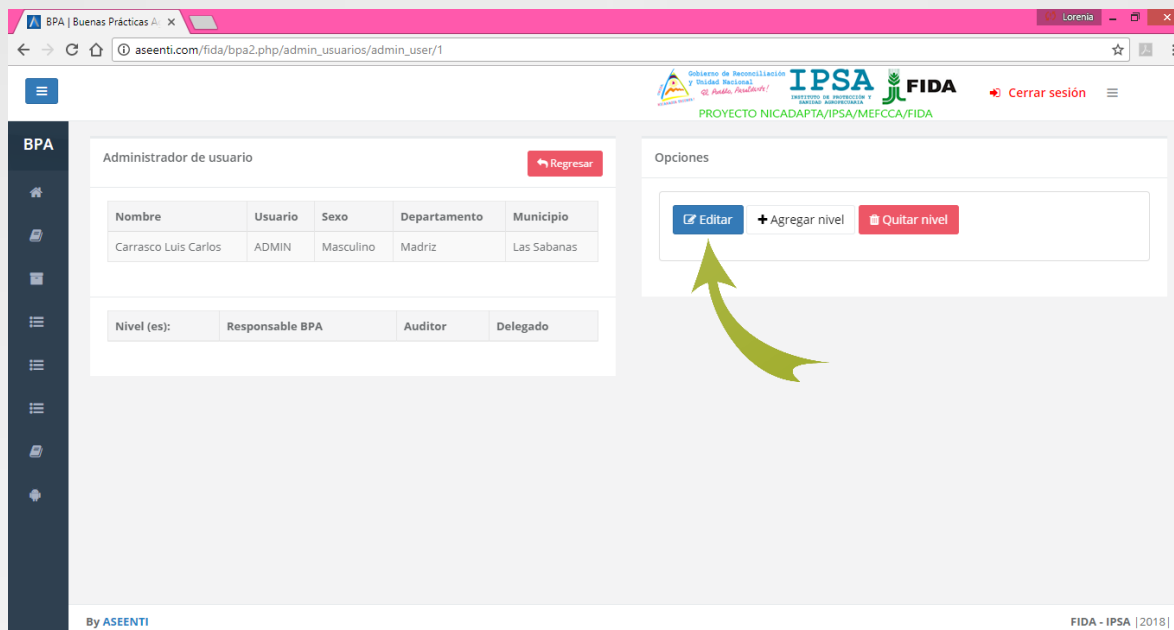 BPA | Buenas Prácticas A
Lorenia
aseenti.com/fida/bpa2.php/admin_usuarios/admin_user/1
Gobierno de Reconciliación
y Unidad Nacional
El Pueblo, Presidente!
IPSA
INSTITUTO DE PROTECCIÓN Y
SANIDAD AGROPECUARIA
FIDA
PROYECTO NICADAPTA/IPSA/MEFCCA/FIDA
Cerrar sesión
BPA
Administrador de usuario
Regresar
Nombre Usuario Sexo Departamento Municipio
Carrasco Luis Carlos ADMIN Masculino Madriz Las Sabanas
Nivel (es): Responsable BPA Auditor Delegado
Opciones
Editar Agregar nivel Quitar nivel
By ASEENTI
FIDA - IPSA |2018|